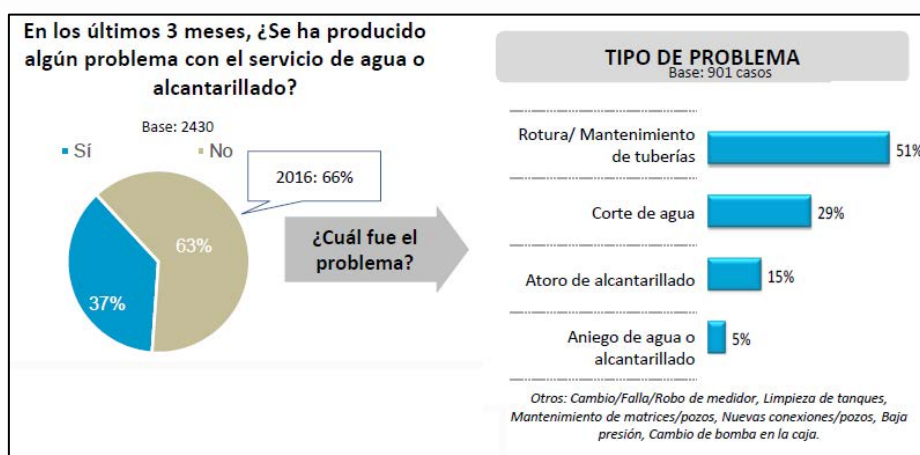 En los últimos 3 meses, ¿Se ha producido
algún problema con el servicio de agua o
alcantarillado?
Base: 2430
Sí
No
2016: 66%
63%
37%
¿Cuál fue el
problema?
TIPO DE PROBLEMA
Base: 901 casos
Rotura/ Mantenimiento
de tuberías
51%
Corte de agua
29%
Atoro de alcantarillado
15%
Aniego de agua o
alcantarillado
5%
Otros: Cambio/Falla/Robo de medidor, Limpieza de tanques,
Mantenimiento de matrices/pozos, Nuevas conexiones/pozos, Baja
presión, Cambio de bomba en la caja.